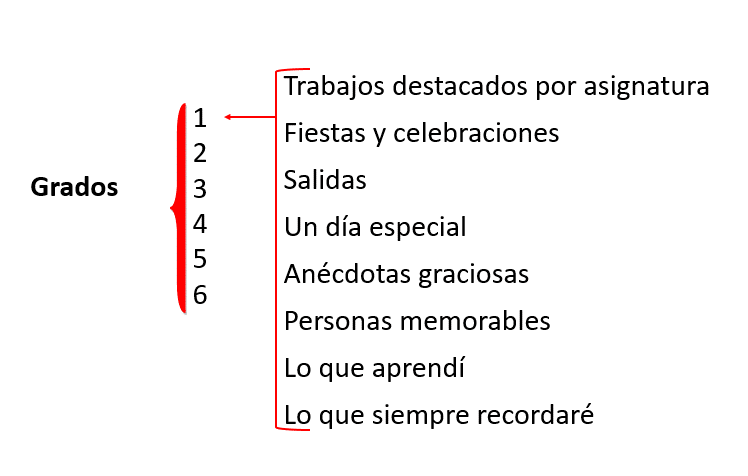 Grados
1
2
3
4
5
6
Trabajos destacados por asignatura
Fiestas y celebraciones
Salidas
Un día especial
Anécdotas graciosas
Personas memorables
Lo que aprendí
Lo que siempre recordaré